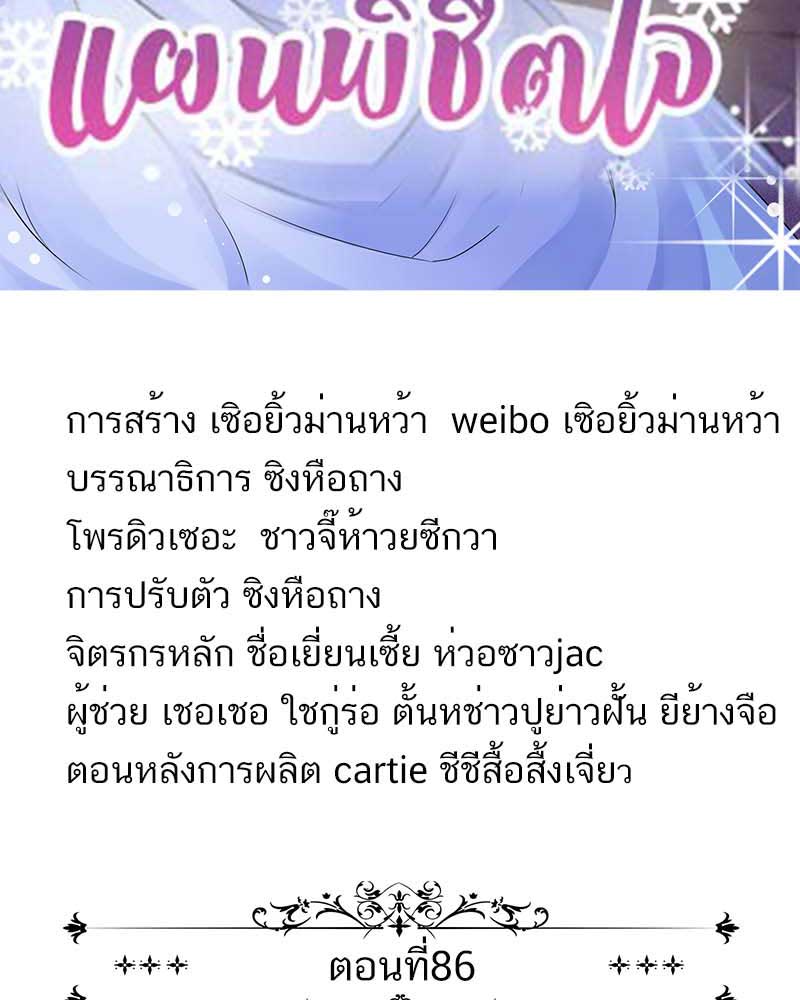 แผนพิชิตใจ
การสร้าง เซิอยิ้วม่านหว้า weibo เซิอยิ้วม่านหว้า
บรรณาธิการ ซิงหือถาง
โพรดิวเซอะ ชาวจี๊ห้าวยซีกวา
การปรับตัว ซิงหือถาง
จิตรกรหลัก ชื่อเยี่ยนเซี้ย ห่วอซาวjac
ผู้ช่วย เชอเชอ ใชกู่ร่อ ตั้นหช่าวปูย่าวฝั้น ยีย้างจือ
ตอนหลังการผลิต cartie ชีชีสื้อสิ้งเจี่ยว
ตอนที่86